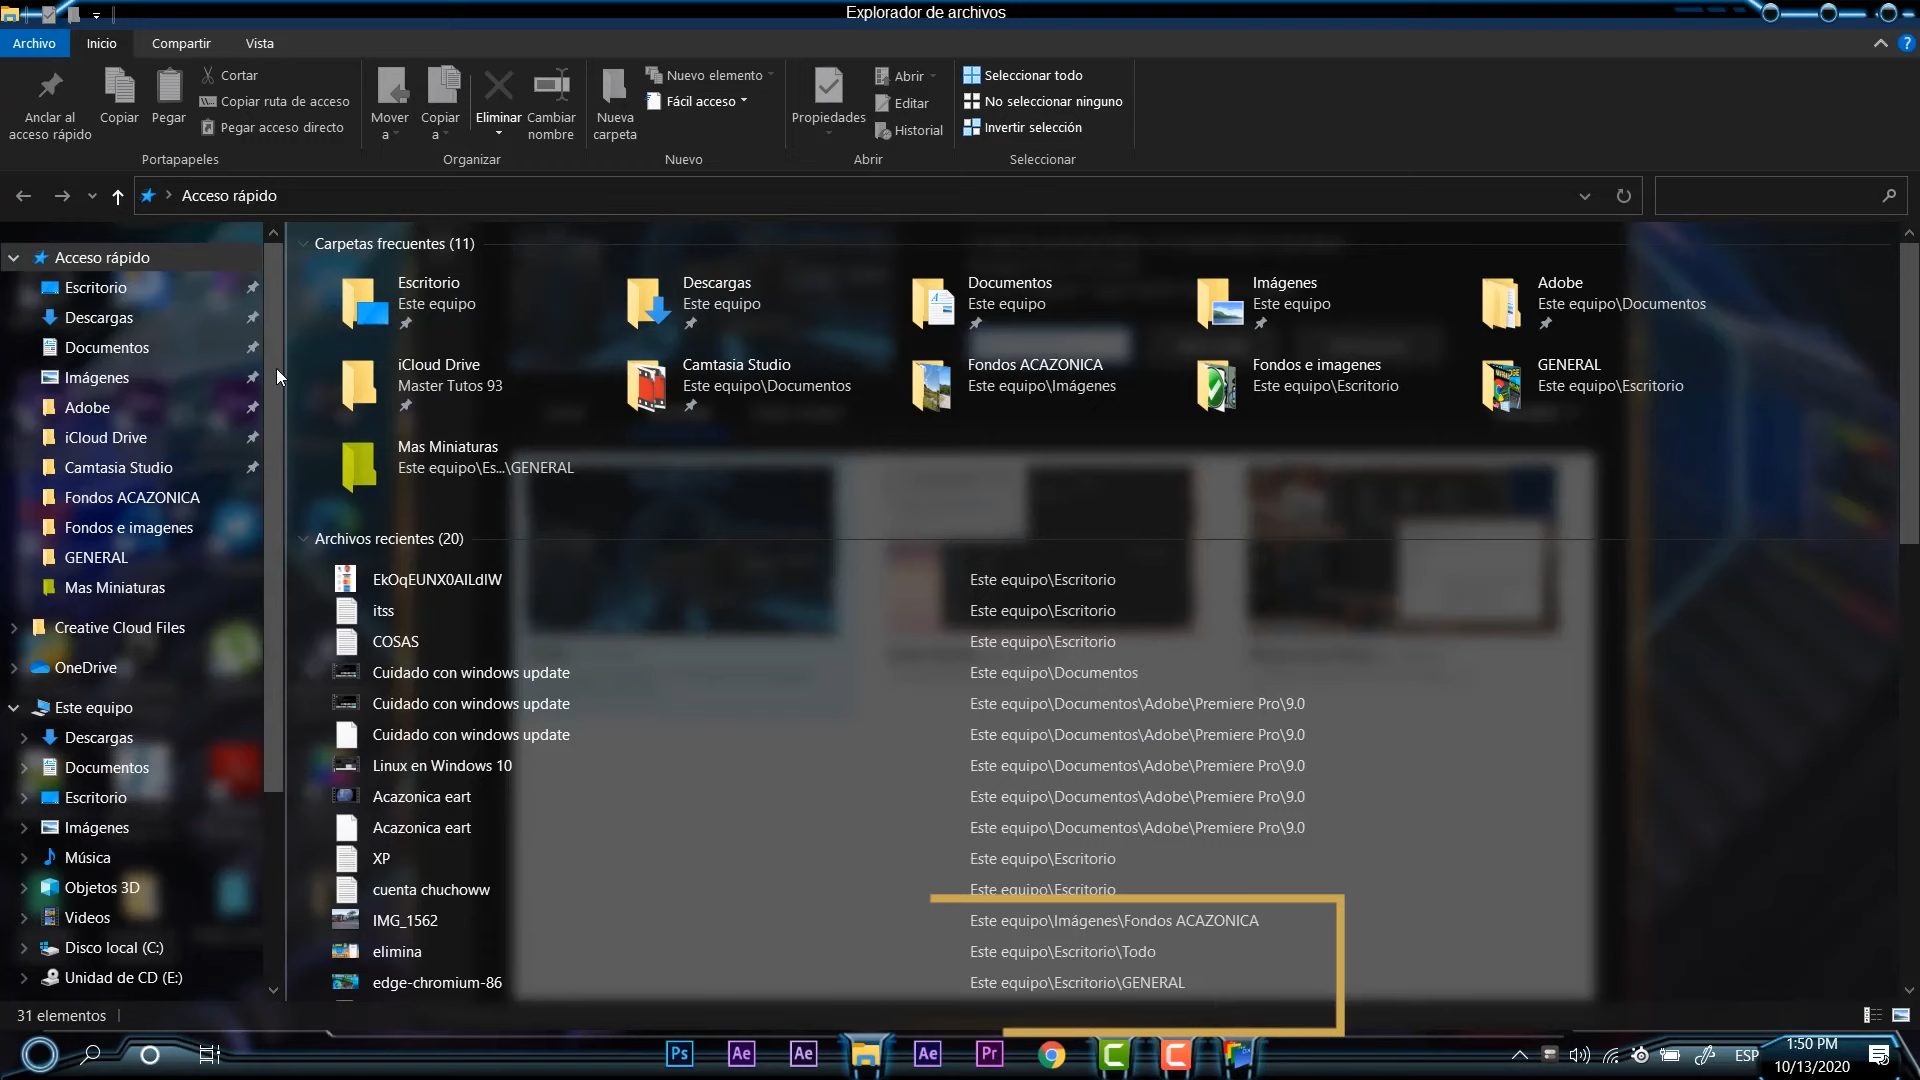 Explorador de archivos
Archivo
Inicio
Compartir
Vista
Anclar al
acceso rápido
Copiar
Pegar
Cortar
Copiar ruta de acceso
Pegar acceso directo
Portapapeles
Mover
a
Copiar
a
Eliminar
Cambiar
nombre
Organizar
Nueva
carpeta
Nuevo elemento
Fácil acceso
Nuevo
Propiedades
Abrir
Editar
Historial
Abrir
Seleccionar todo
No seleccionar ninguno
Invertir selección
Seleccionar
Acceso rápido
Acceso rápido
Escritorio
Descargas
Documentos
Imágenes
Adobe
iCloud Drive
Camtasia Studio
Fondos ACAZONICA
Fondos e imagenes
GENERAL
Mas Miniaturas
Creative Cloud Files
OneDrive
Este equipo
Descargas
Documentos
Escritorio
Imágenes
Música
Objetos 3D
Videos
Disco local (C:)
Unidad de CD (E:)
Carpetas frecuentes (11)
Escritorio
Este equipo
Descargas
Este equipo
Documentos
Este equipo
Imágenes
Este equipo
Adobe
Este equipo\Documentos
iCloud Drive
Master Tutos 93
Camtasia Studio
Este equipo\Documentos
Fondos ACAZONICA
Este equipo\Imágenes
Fondos e imagenes
Este equipo\Escritorio
GENERAL
Este equipo\Escritorio
Mas Miniaturas
Este equipo\Es...\GENERAL
Archivos recientes (20)
EkOqEUNX0AILdIW Este equipo\Escritorio
itss Este equipo\Escritorio
COSAS Este equipo\Escritorio
Cuidado con windows update Este equipo\Documentos
Cuidado con windows update Este equipo\Documentos\Adobe\Premiere Pro\9.0
Cuidado con windows update Este equipo\Documentos\Adobe\Premiere Pro\9.0
Linux en Windows 10 Este equipo\Documentos\Adobe\Premiere Pro\9.0
Acazonica eart Este equipo\Documentos\Adobe\Premiere Pro\9.0
Acazonica eart Este equipo\Documentos\Adobe\Premiere Pro\9.0
XP Este equipo\Escritorio
cuenta chuchoww Este equipo\Escritorio
IMG_1562 Este equipo\Imágenes\Fondos ACAZONICA
elimina Este equipo\Escritorio\Todo
edge-chromium-86 Este equipo\Escritorio\GENERAL
31 elementos
Ps
Ae
Ae
Ae
Pr
ESP
1:50 PM
10/13/2020